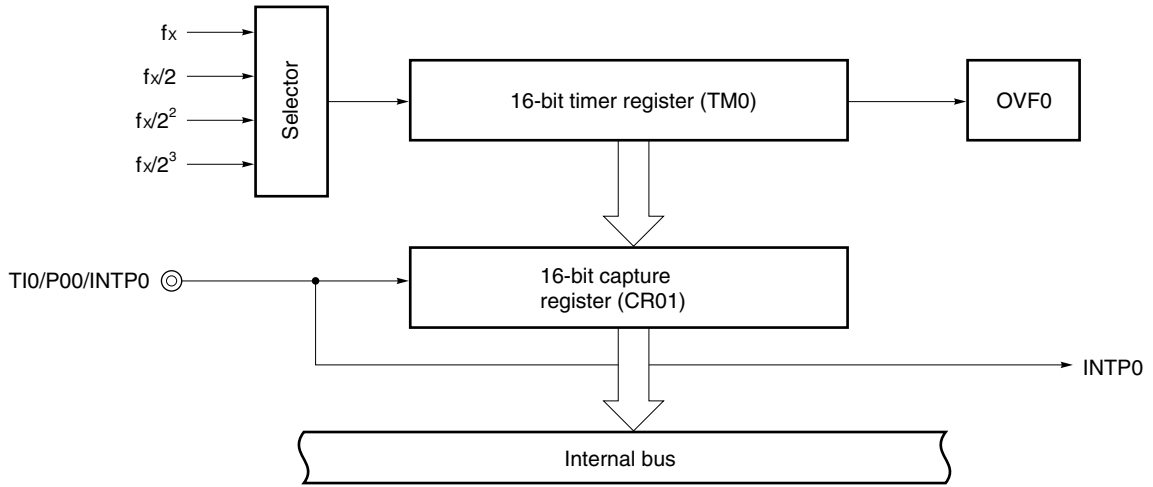 fx
fx/2
fx/2²
fx/2³
Selector
16-bit timer register (TM0)
OVF0
TI0/P00/INTP0
16-bit capture
register (CR01)
INTP0
Internal bus